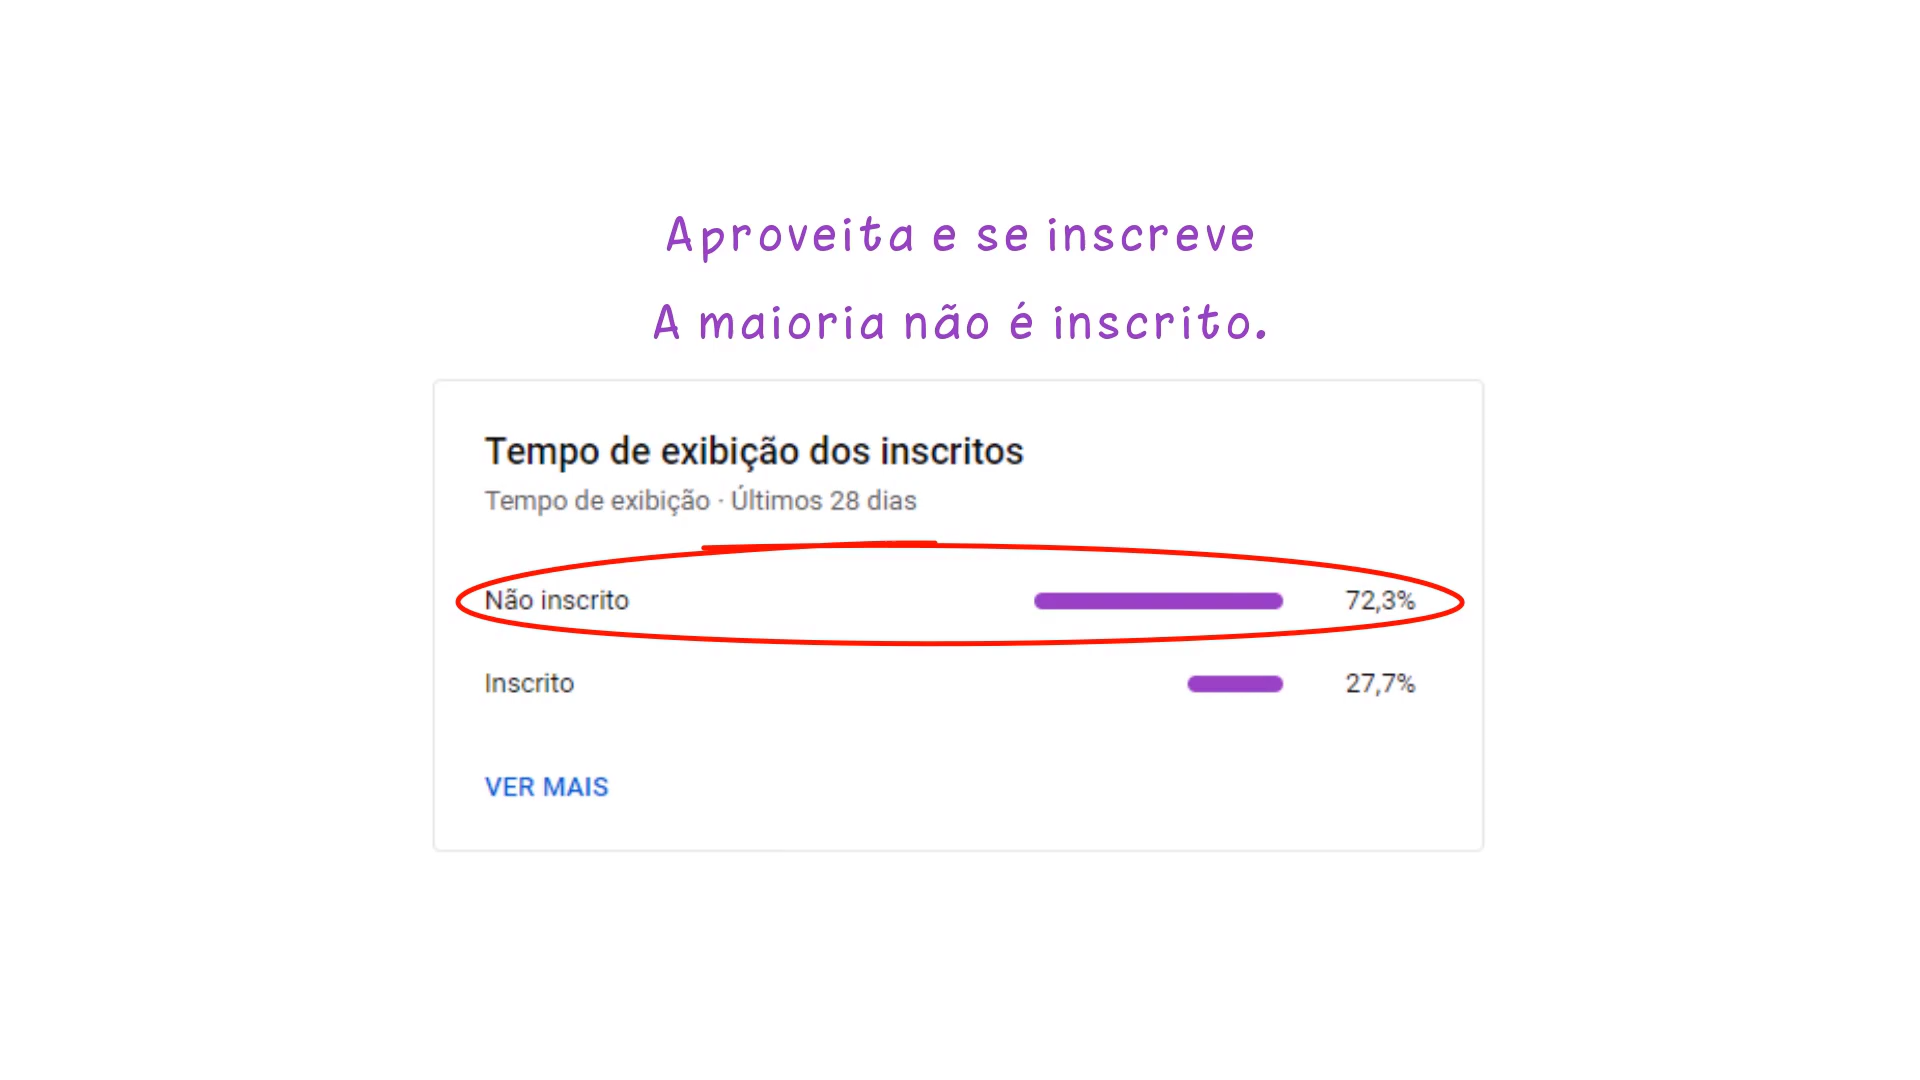 Aproveita e se inscreve
A maioria não é inscrito.
Tempo de exibição dos inscritos
Tempo de exibição · Últimos 28 dias
Não inscrito 72,3%
Inscrito 27,7%
VER MAIS